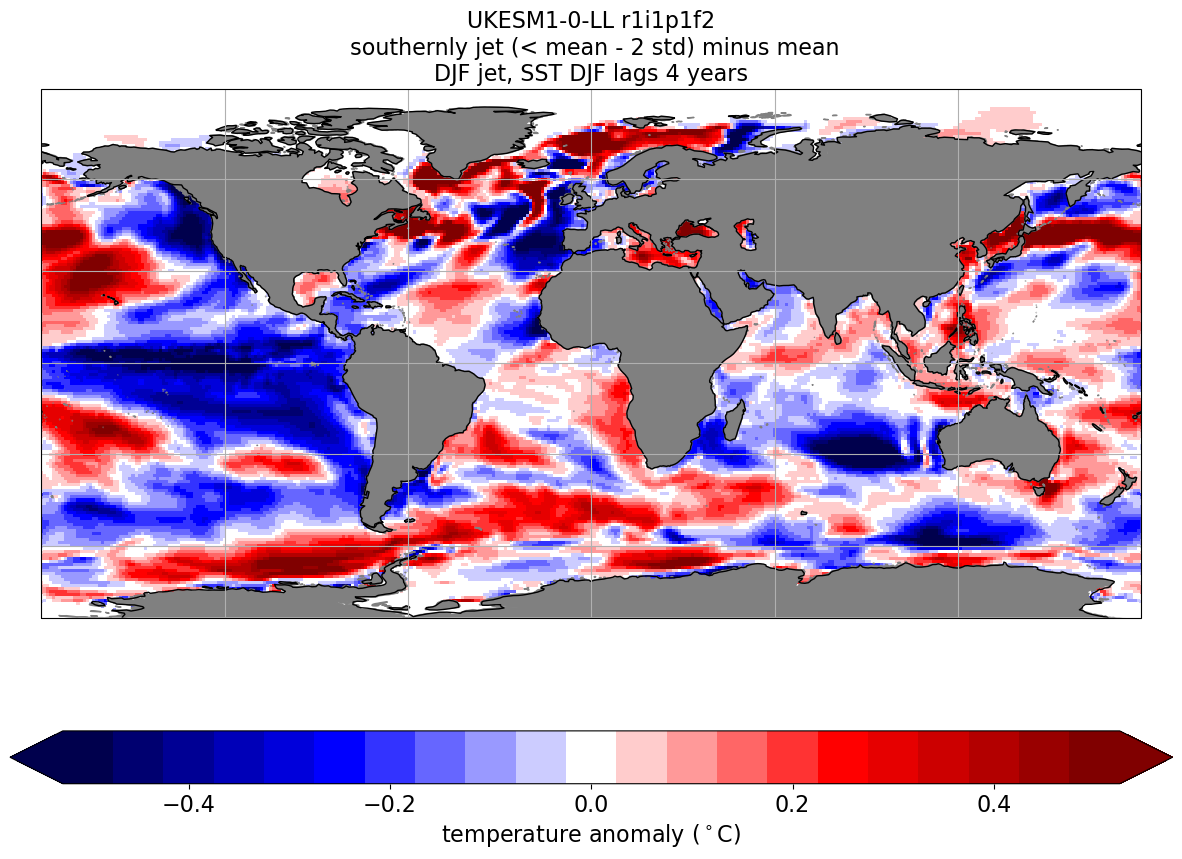 UKESM1-0-LL r1i1p1f2
southernly jet (< mean - 2 std) minus mean
DJF jet, SST DJF lags 4 years
−0.4 −0.2 0.0 0.2 0.4
temperature anomaly (°C)